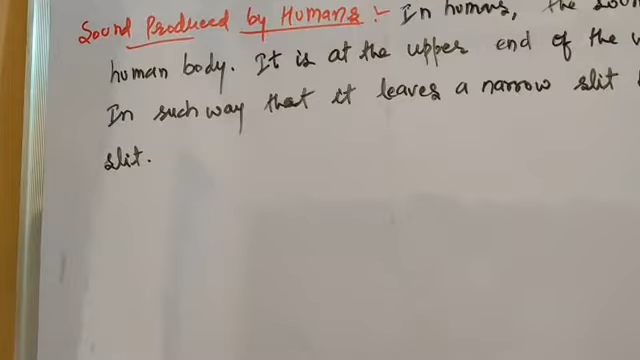 Sound Produced by Humans :- In humans, the
human body. It is at the upper end of the
In such way that it leaves a narrow slit
slit.